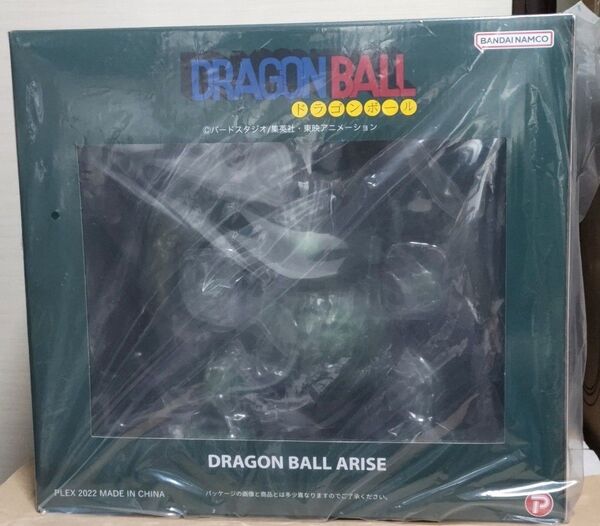 BANDAI NAMCO
DRAGON BALL
ドラゴンボール
©バードスタジオ/集英社・東映アニメーション
DRAGON BALL ARISE
PLEX 2022 MADE IN CHINA
パッケージの画像と商品とは多少異なりますのでご了承ください。
P